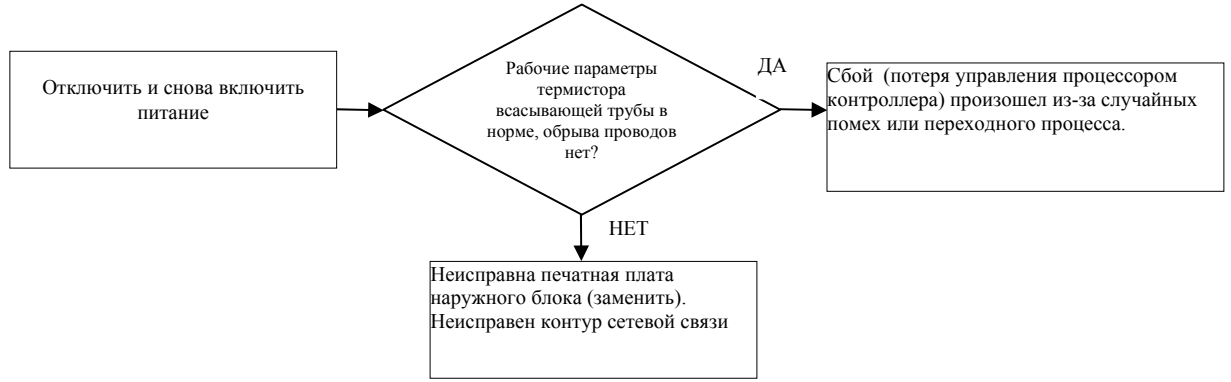 Отключить и снова включить
питание
Рабочие параметры
термистора
всасывающей трубы в
норме, обрыва проводов
нет?
ДА
Сбой (потеря управления процессором
контроллера) произошел из-за случайных
помех или переходного процесса.
НЕТ
Неисправна печатная плата
наружного блока (заменить).
Неисправен контур сетевой связи